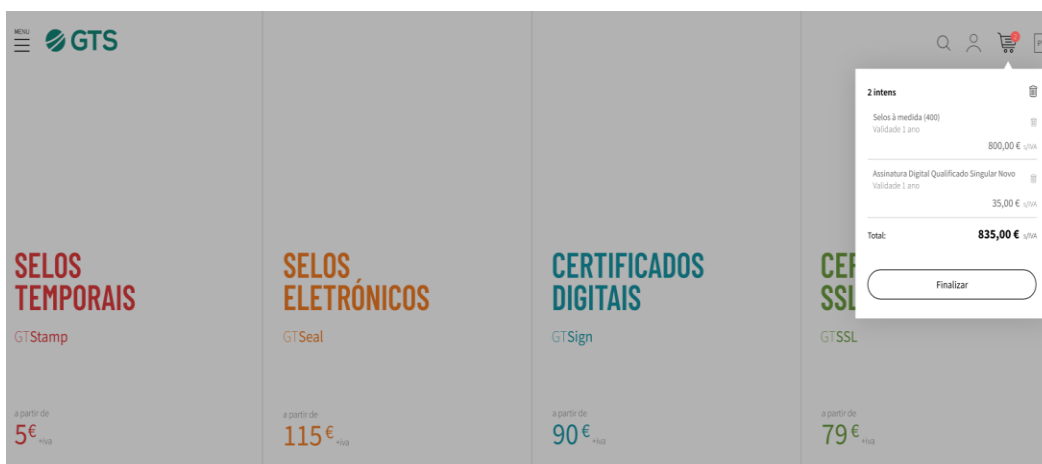 MENU
GTS
2
P
2 intens
Selos à medida (400)
Validade 1 ano
800,00 € s/IVA
Assinatura Digital Qualificado Singular Novo
Validade 1 ano
35,00 € s/IVA
Total: 835,00 € s/IVA
Finalizar
SELOS
TEMPORAIS
GTStamp
a partir de
5€ +iva
SELOS
ELETRÓNICOS
GTSeal
a partir de
115€ +iva
CERTIFICADOS
DIGITAIS
GTSign
a partir de
90€ +iva
CER
SSL
GTSSL
a partir de
79€ +iva